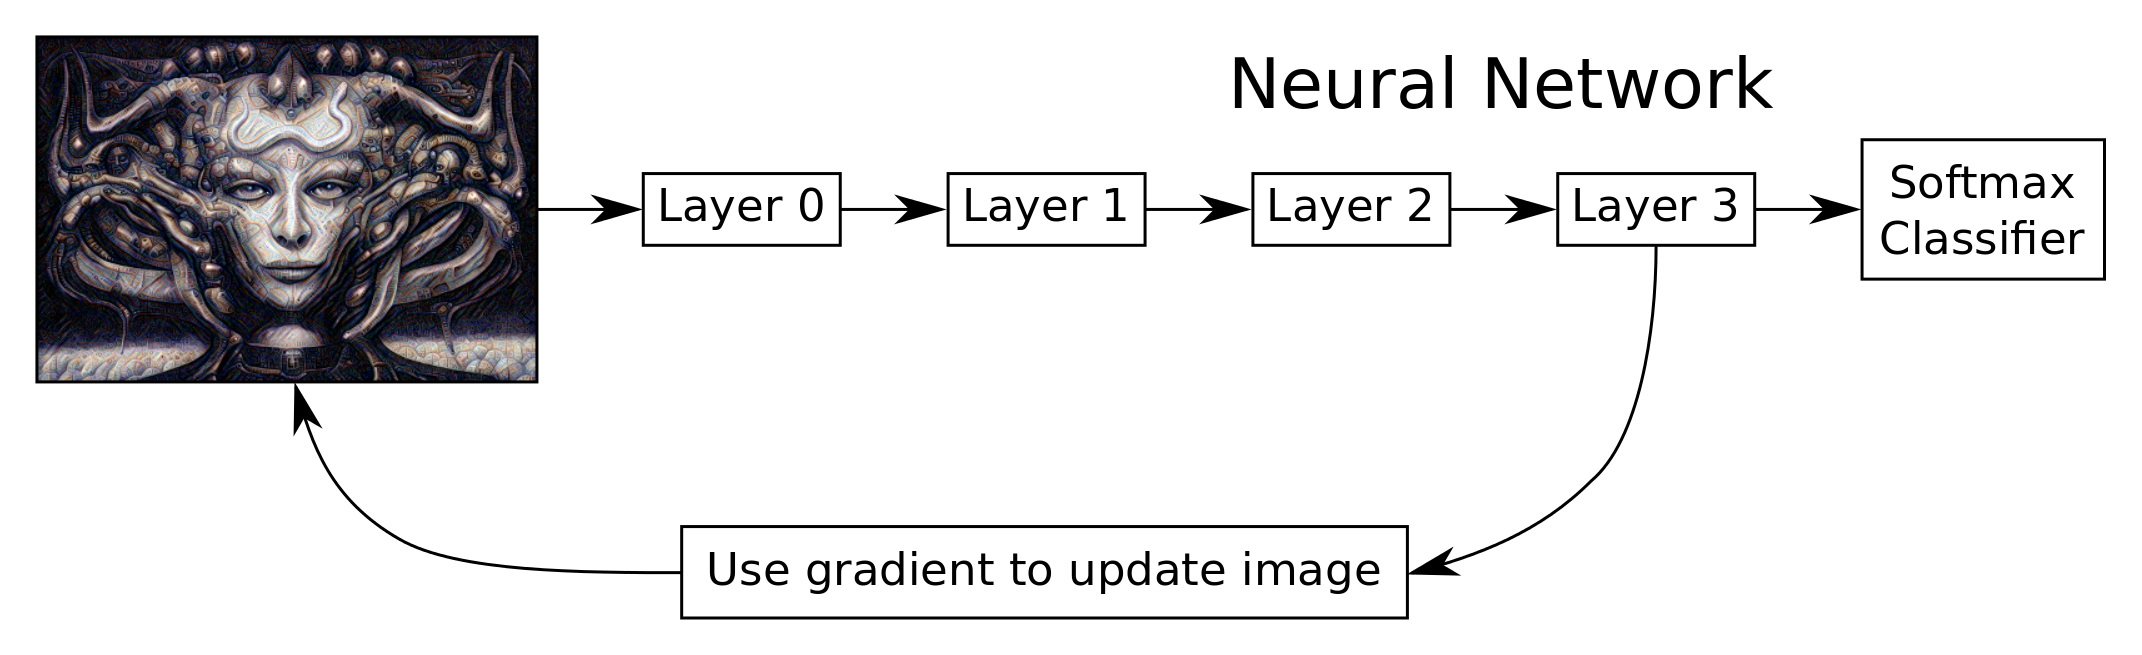 Neural Network
Layer 0
Layer 1
Layer 2
Layer 3
Softmax
Classifier
Use gradient to update image